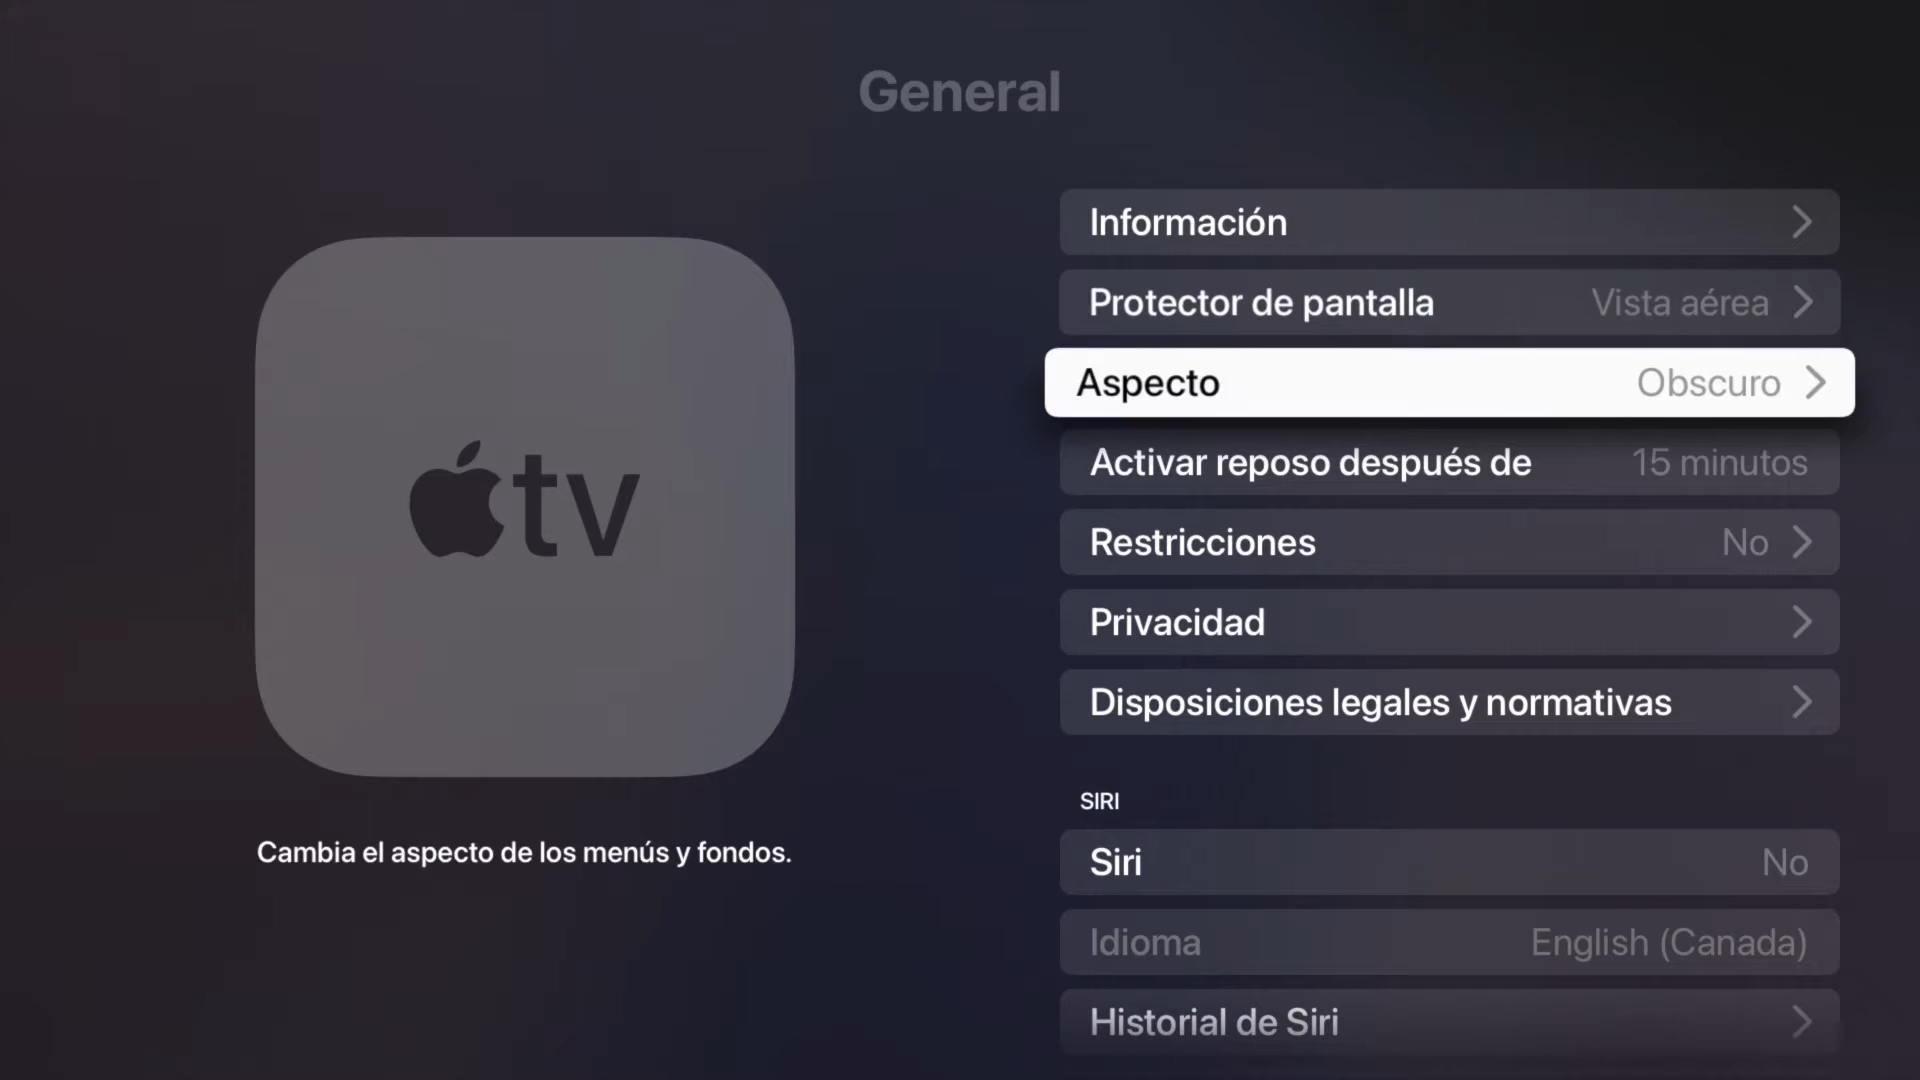 General
Información
Protector de pantalla Vista aérea
Aspecto Obscuro
Activar reposo después de 15 minutos
Restricciones No
Privacidad
Disposiciones legales y normativas
tv
Cambia el aspecto de los menús y fondos.
SIRI
Siri No
Idioma English (Canada)
Historial de Siri